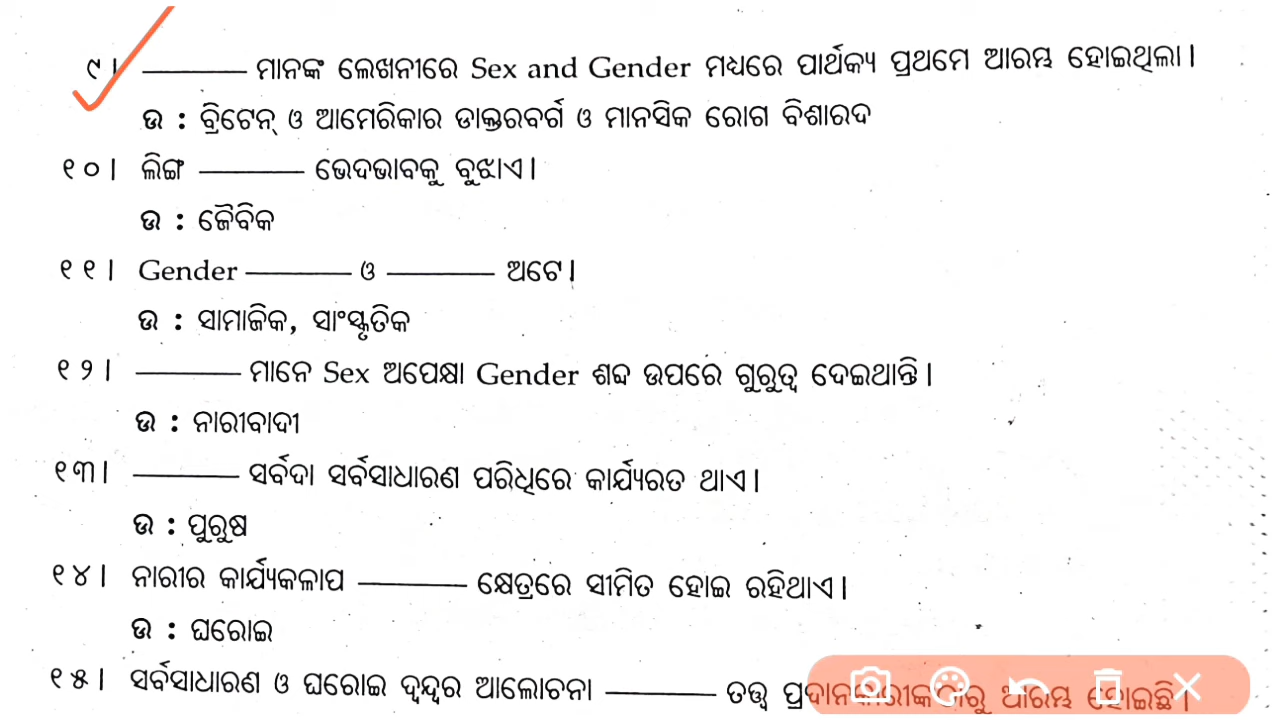 ୯। ——— ମାନଙ୍କ ଲେଖନୀରେ Sex and Gender ମଧ୍ୟରେ ପାର୍ଥକ୍ୟ ପ୍ରଥମେ ଆରମ୍ଭ ହୋଇଥିଲା।
ଉ : ବ୍ରିଟେନ୍ ଓ ଆମେରିକାର ଡାକ୍ତରବର୍ଗ ଓ ମାନସିକ ରୋଗ ବିଶାରଦ
୧୦। ଲିଙ୍ଗ ——— ଭେଦଭାବକୁ ବୁଝାଏ।
ଉ : ଜୈବିକ
୧୧। Gender ——— ଓ ——— ଅଟେ।
ଉ : ସାମାଜିକ, ସାଂସ୍କୃତିକ
୧୨। ——— ମାନେ Sex ଅପେକ୍ଷା Gender ଶବ୍ଦ ଉପରେ ଗୁରୁତ୍ୱ ଦେଇଥାନ୍ତି।
ଉ : ନାରୀବାଦୀ
୧୩। ——— ସର୍ବଦା ସର୍ବସାଧାରଣ ପରିଧିରେ କାର୍ଯ୍ୟରତ ଥାଏ।
ଉ : ପୁରୁଷ
୧୪। ନାରୀର କାର୍ଯ୍ୟକଳାପ ——— କ୍ଷେତ୍ରରେ ସୀମିତ ହୋଇ ରହିଥାଏ।
ଉ : ଘରୋଇ
୧୫। ସର୍ବସାଧାରଣ ଓ ଘରୋଇ ଦ୍ୱନ୍ଦ୍ୱର ଆଲୋଚନା ——— ତତ୍ତ୍ୱ ଆରମ୍ଭ ହୋଇଛି।